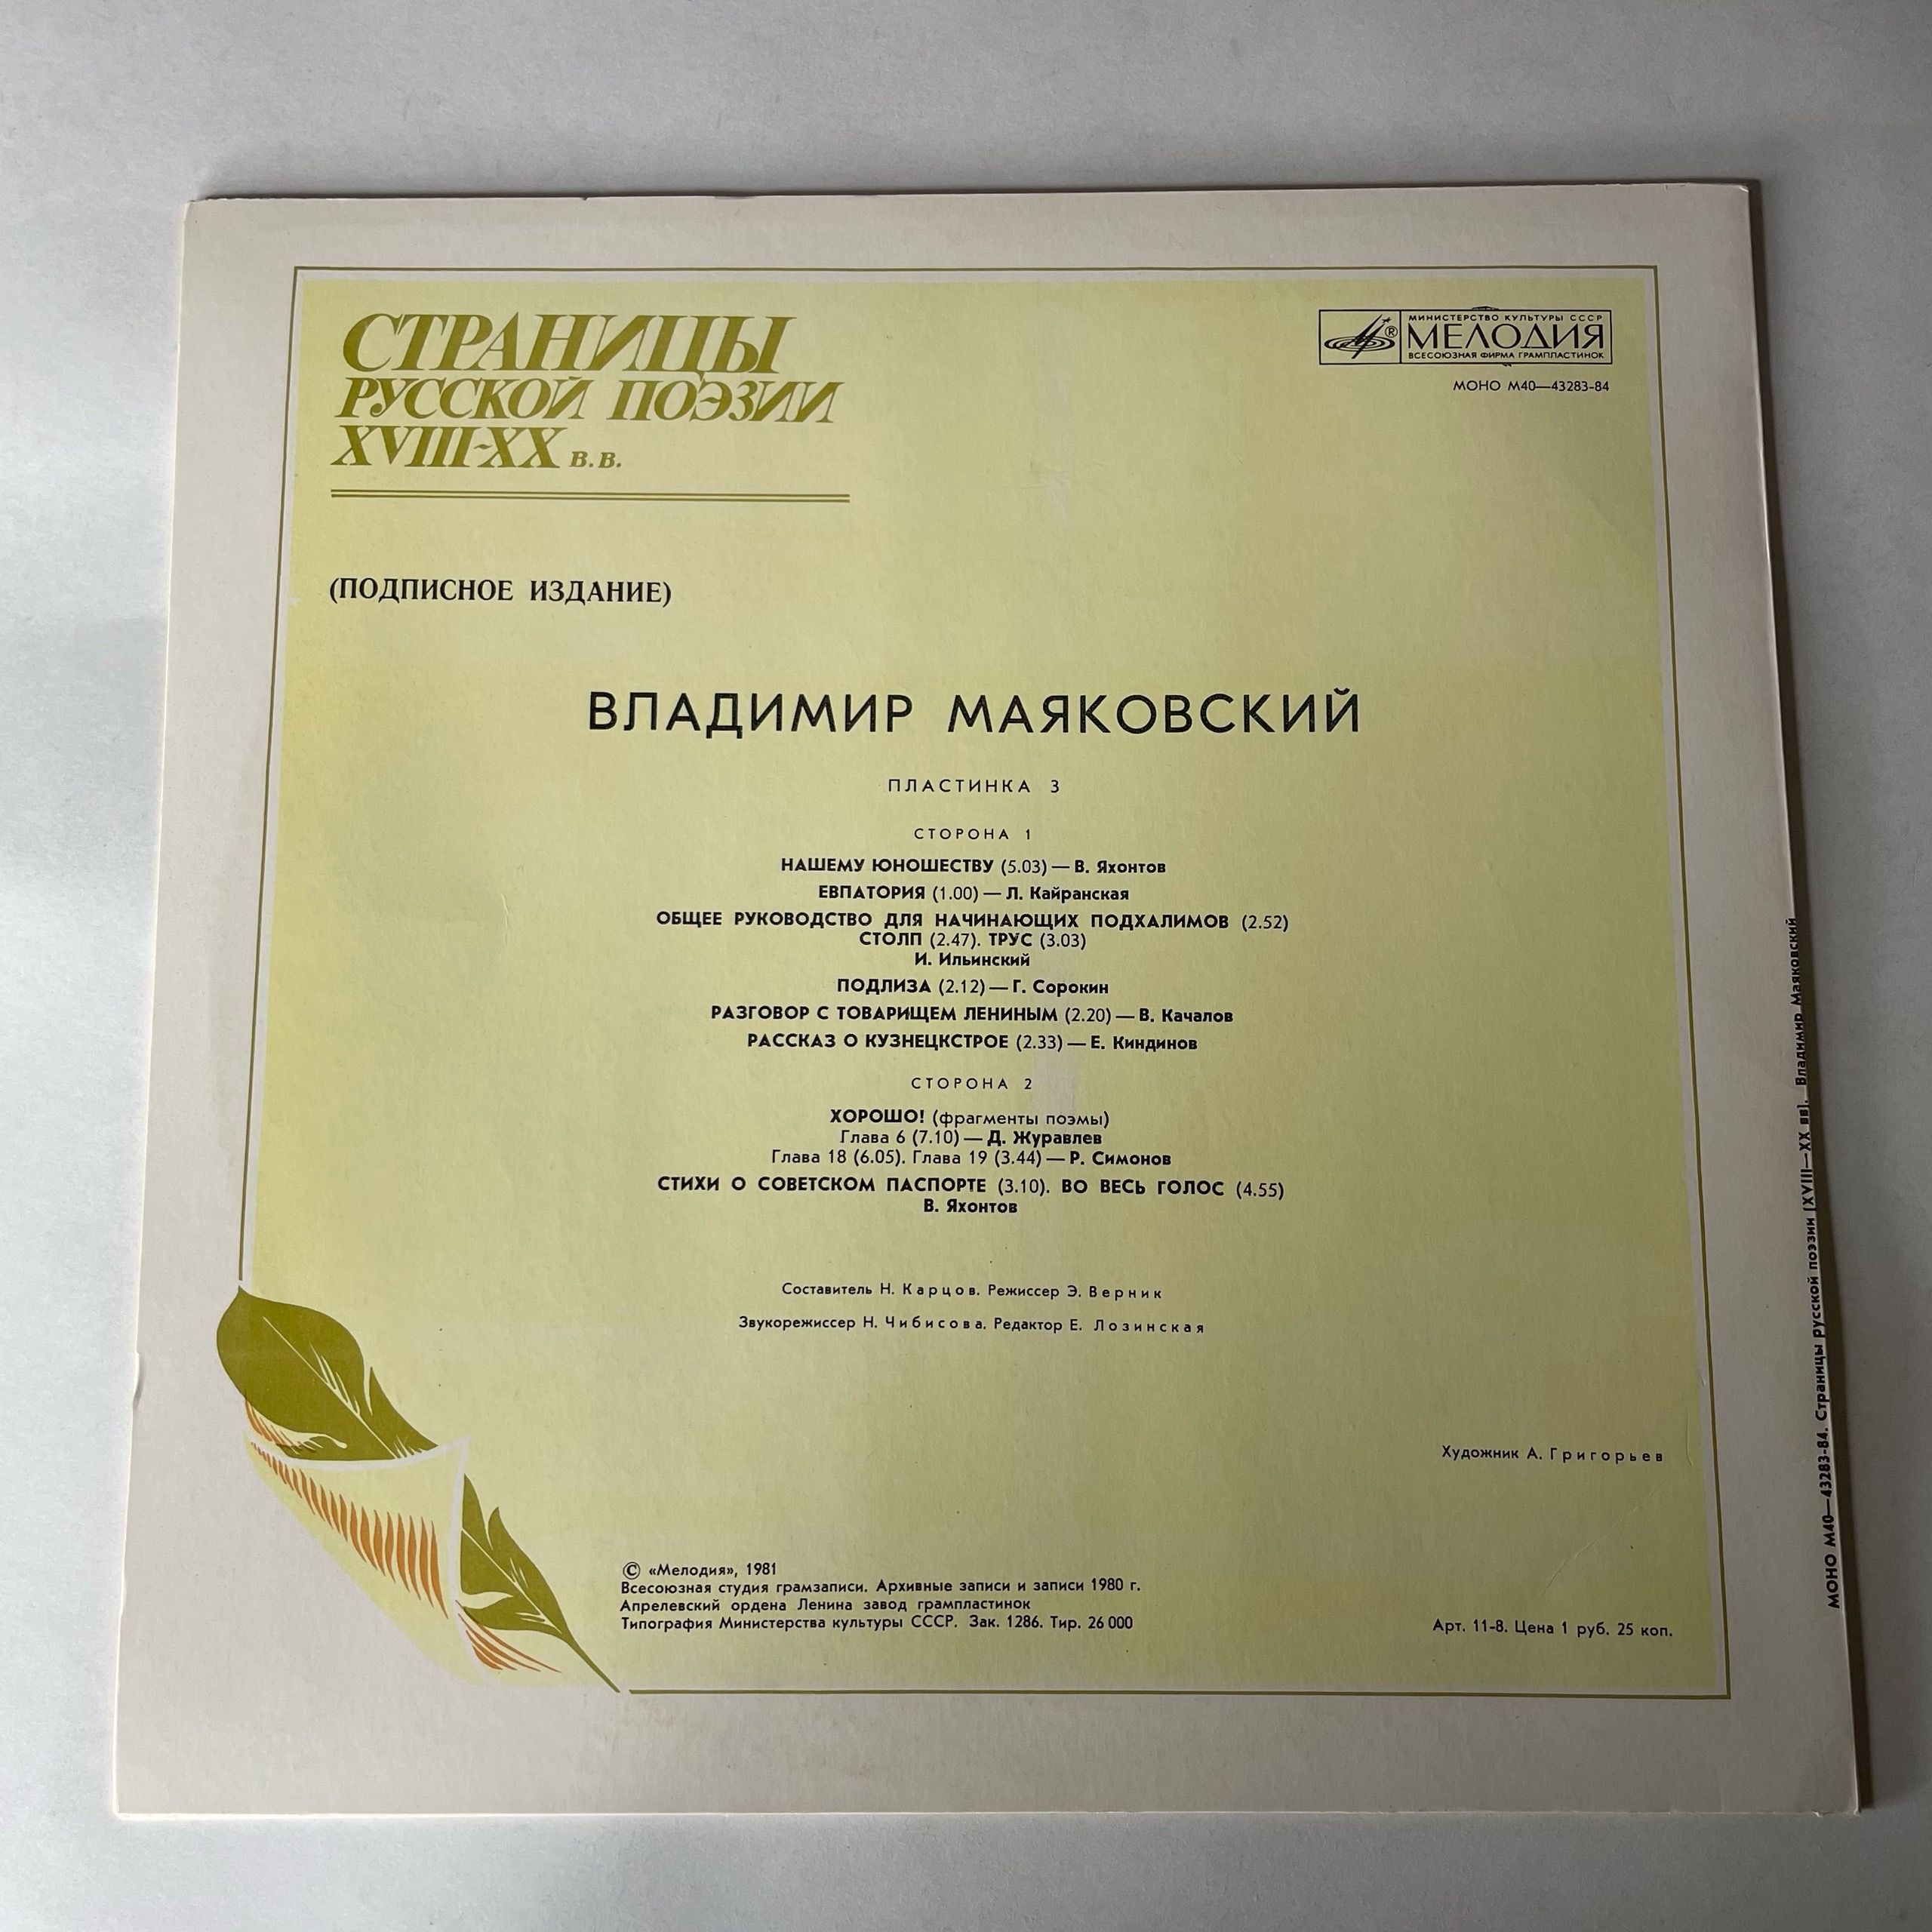 СТРАНИЦЫ
РУССКОЙ ПОЭЗИИ
XVIII-XX в.в.
МИНИСТЕРСТВО КУЛЬТУРЫ СССР
МЕЛОДИЯ
ВСЕСОЮЗНАЯ ФИРМА ГРАМПЛАСТИНОК
®
МОНО М40—43283-84
(ПОДПИСНОЕ ИЗДАНИЕ)
ВЛАДИМИР МАЯКОВСКИЙ
ПЛАСТИНКА 3
СТОРОНА 1
НАШЕМУ ЮНОШЕСТВУ (5.03) — В. Яхонтов
ЕВПАТОРИЯ (1.00) — Л. Кайранская
ОБЩЕЕ РУКОВОДСТВО ДЛЯ НАЧИНАЮЩИХ ПОДХАЛИМОВ (2.52)
СТОЛП (2.47). ТРУС (3.03)
И. Ильинский
ПОДЛИЗА (2.12) — Г. Сорокин
РАЗГОВОР С ТОВАРИЩЕМ ЛЕНИНЫМ (2.20) — В. Качалов
РАССКАЗ О КУЗНЕЦКСТРОЕ (2.33) — Е. Киндинов
СТОРОНА 2
ХОРОШО! (фрагменты поэмы)
Глава 6 (7.10) — Д. Журавлев
Глава 18 (6.05). Глава 19 (3.44) — Р. Симонов
СТИХИ О СОВЕТСКОМ ПАСПОРТЕ (3.10). ВО ВЕСЬ ГОЛОС (4.55)
В. Яхонтов
Составитель Н. Карцов. Режиссер Э. Верник
Звукорежиссер Н. Чибисова. Редактор Е. Лозинская
Художник А. Григорьев
© «Мелодия», 1981
Всесоюзная студия грамзаписи. Архивные записи и записи 1980 г.
Апрелевский ордена Ленина завод грампластинок
Типография Министерства культуры СССР. Зак. 1286. Тир. 26 000
Арт. 11-8. Цена 1 руб. 25 коп.
МОНО М40—43283-84. Страницы русской поэзии (XVIII—XX вв). Владимир Маяковский